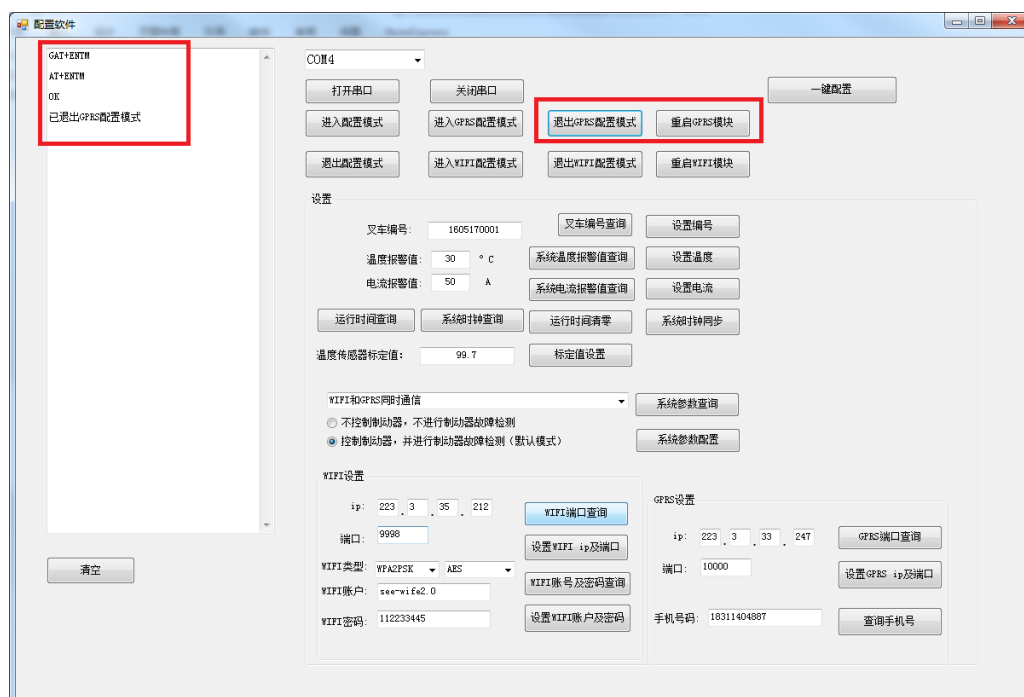 配置软件
GAT+ENTM
AT+ENTM
OK
已退出GPRS配置模式
清空
COM4
打开串口 关闭串口 一键配置
进入配置模式 进入GPRS配置模式 退出GPRS配置模式 重启GPRS模块
退出配置模式 进入WIFI配置模式 退出WIFI配置模式 重启WIFI模块
设置
叉车编号: 1605170001 叉车编号查询 设置编号
温度报警值: 30 ° C 系统温度报警值查询 设置温度
电流报警值: 50 A 系统电流报警值查询 设置电流
运行时间查询 系统时钟查询 运行时间清零 系统时钟同步
温度传感器标定值: 99.7 标定值设置
WIFI和GPRS同时通信 系统参数查询
不控制制动器，不进行制动器故障检测
控制制动器，并进行制动器故障检测（默认模式） 系统参数配置
WIFI设置
ip: 223 . 3 . 35 . 212 WIFI端口查询
端口: 9998 设置WIFI ip及端口
WIFI类型: WPA2PSK AES
WIFI账户: see-wife2.0 WIFI账号及密码查询
WIFI密码: 112233445 设置WIFI账户及密码
GPRS设置
ip: 223 . 3 . 33 . 247 GPRS端口查询
端口: 10000 设置GPRS ip及端口
手机号码: 18311404887 查询手机号